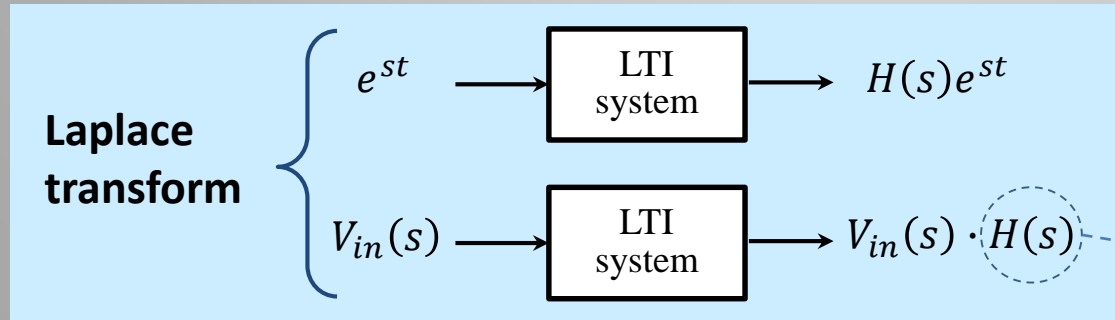 Laplace
transform
e^{st}
LTI
system
H(s)e^{st}
V_{in}(s)
LTI
system
V_{in}(s) · H(s)